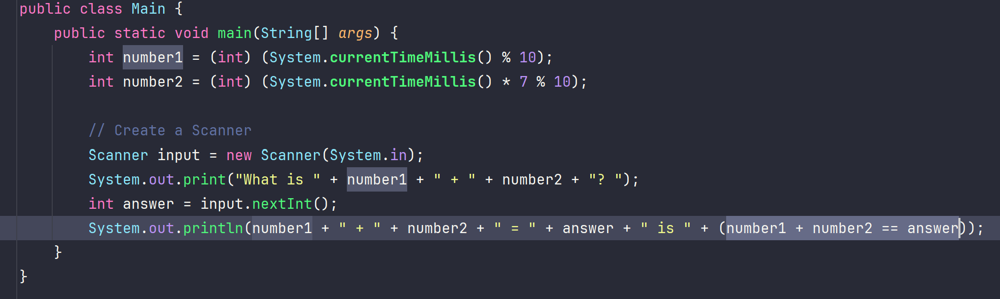 public class Main {
    public static void main(String[] args) {
        int number1 = (int) (System.currentTimeMillis() % 10);
        int number2 = (int) (System.currentTimeMillis() * 7 % 10);

        // Create a Scanner
        Scanner input = new Scanner(System.in);
        System.out.print("What is " + number1 + " + " + number2 + "? ");
        int answer = input.nextInt();
        System.out.println(number1 + " + " + number2 + " = " + answer + " is " + (number1 + number2 == answer));
    }
}